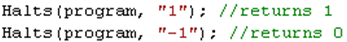 Halts(program, "1"); //returns 1
Halts(program, "-1"); //returns 0